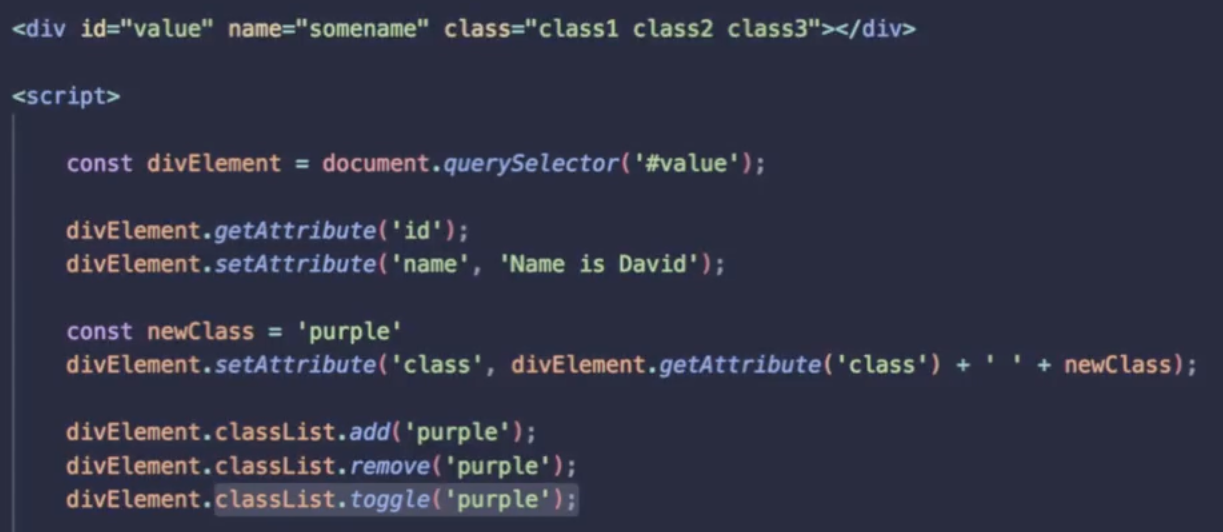 <div id="value" name="somename" class="class1 class2 class3"></div>
<script>
const divElement = document.querySelector('#value');
divElement.getAttribute('id');
divElement.setAttribute('name', 'Name is David');
const newClass = 'purple'
divElement.setAttribute('class', divElement.getAttribute('class') + ' ' + newClass);
divElement.classList.add('purple');
divElement.classList.remove('purple');
divElement.classList.toggle('purple');